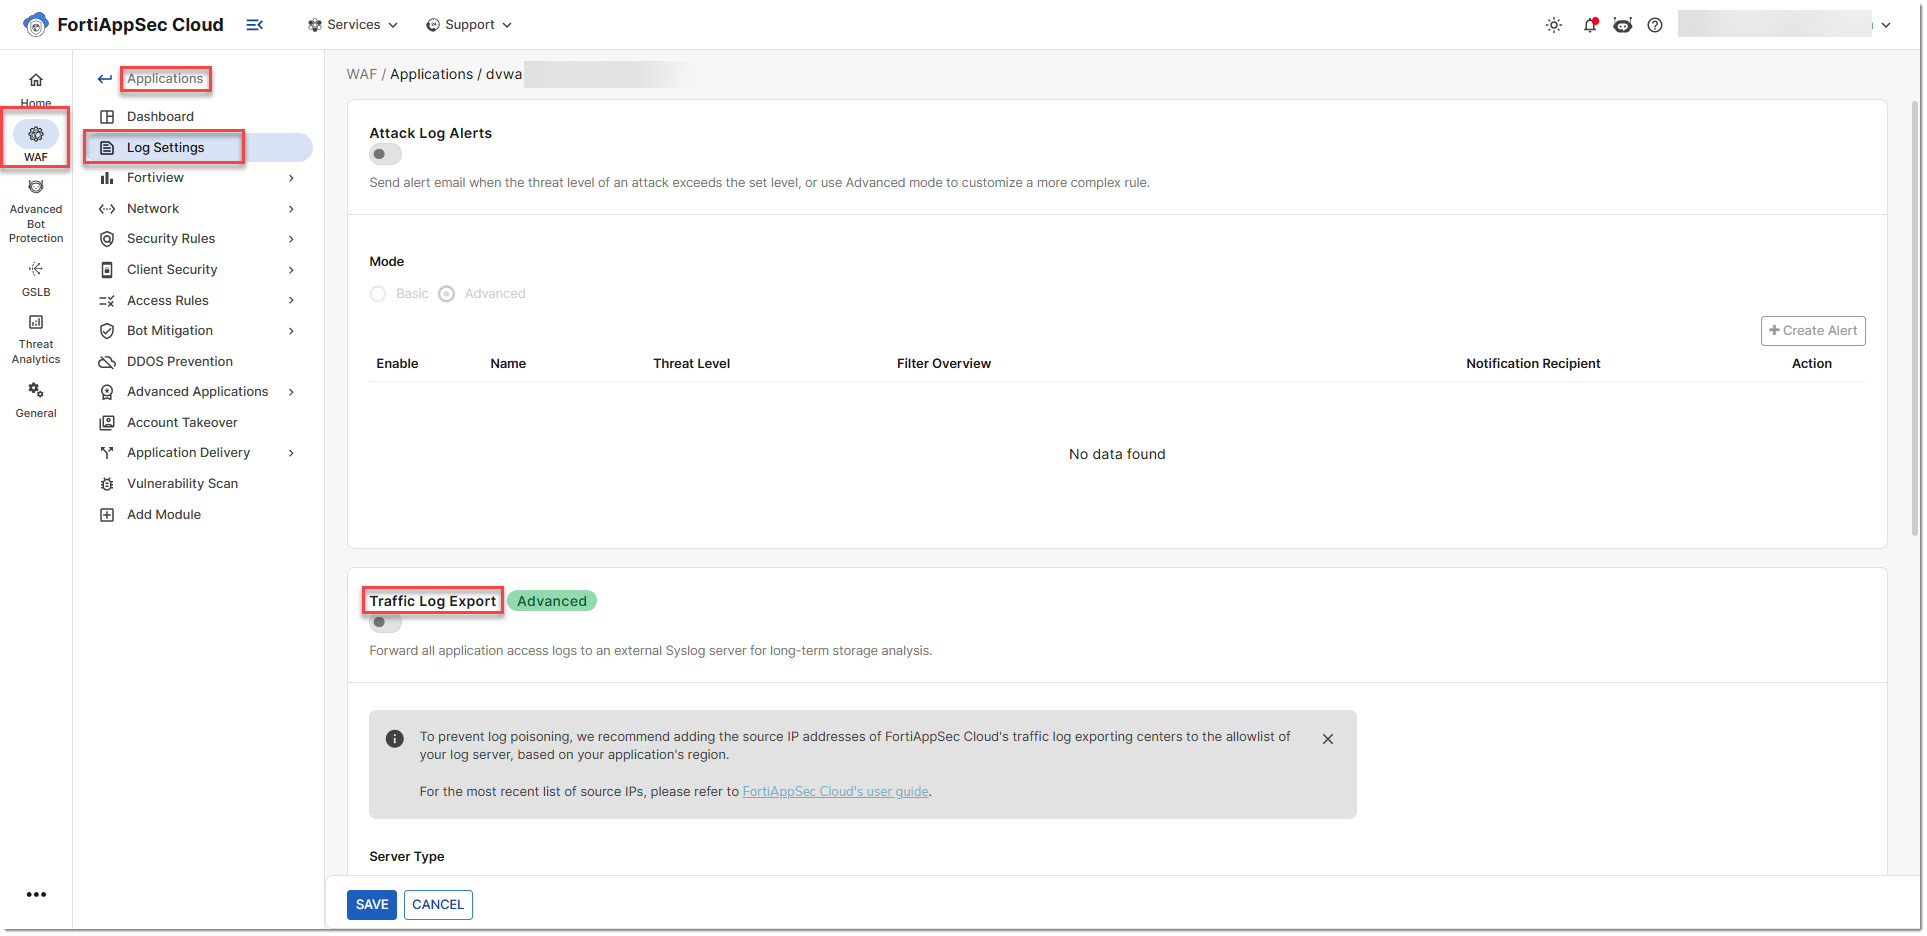 FortiAppSec Cloud
Services
Support
Home
WAF
Advanced
Bot
Protection
GSLB
Threat
Analytics
General
Applications
Dashboard
Log Settings
Fortiview
Network
Security Rules
Client Security
Access Rules
Bot Mitigation
DDOS Prevention
Advanced Applications
Account Takeover
Application Delivery
Vulnerability Scan
Add Module
WAF / Applications / dvwa
Attack Log Alerts
Send alert email when the threat level of an attack exceeds the set level, or use Advanced mode to customize a more complex rule.
Mode
Basic Advanced
+ Create Alert
Enable Name Threat Level Filter Overview Notification Recipient Action
No data found
Traffic Log Export Advanced
Forward all application access logs to an external Syslog server for long-term storage analysis.
To prevent log poisoning, we recommend adding the source IP addresses of FortiAppSec Cloud's traffic log exporting centers to the allowlist of
your log server, based on your application's region.
For the most recent list of source IPs, please refer to FortiAppSec Cloud's user guide.
Server Type
SAVE CANCEL